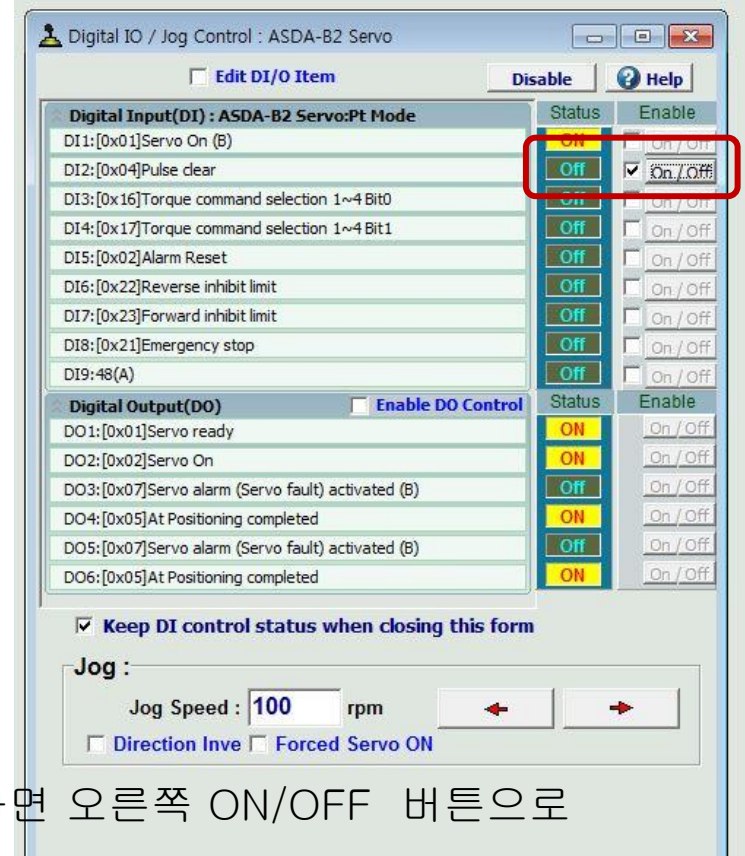 Digital IO / Jog Control : ASDA-B2 Servo
Edit DI/O Item Disable Help
Digital Input(DI) : ASDA-B2 Servo:Pt Mode Status Enable
DI1:[0x01]Servo On (B) ON On / Off
DI2:[0x04]Pulse clear Off On / Off
DI3:[0x16]Torque command selection 1~4 Bit0 Off On / Off
DI4:[0x17]Torque command selection 1~4 Bit1 Off On / Off
DI5:[0x02]Alarm Reset Off On / Off
DI6:[0x22]Reverse inhibit limit Off On / Off
DI7:[0x23]Forward inhibit limit Off On / Off
DI8:[0x21]Emergency stop Off On / Off
DI9:48(A) Off On / Off
Digital Output(DO) Enable DO Control Status Enable
DO1:[0x01]Servo ready ON On / Off
DO2:[0x02]Servo On ON On / Off
DO3:[0x07]Servo alarm (Servo fault) activated (B) Off On / Off
DO4:[0x05]At Positioning completed ON On / Off
DO5:[0x07]Servo alarm (Servo fault) activated (B) Off On / Off
DO6:[0x05]At Positioning completed ON On / Off
Keep DI control status when closing this form
Jog :
Jog Speed : 100 rpm
Direction Inve Forced Servo ON
면 오른쪽 ON/OFF 버튼으로